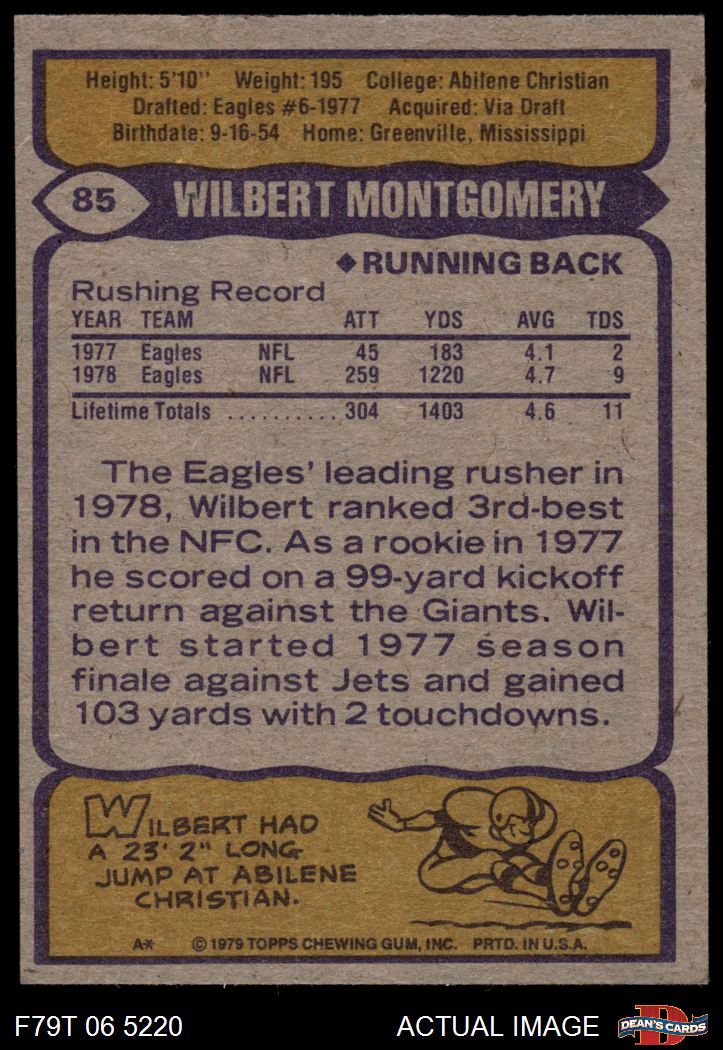 Height: 5'10" Weight: 195 College: Abilene Christian
Drafted: Eagles #6-1977 Acquired: Via Draft
Birthdate: 9-16-54 Home: Greenville, Mississippi
85 WILBERT MONTGOMERY
◆RUNNING BACK
Rushing Record
YEAR TEAM ATT YDS AVG TDS
1977 Eagles NFL 45 183 4.1 2
1978 Eagles NFL 259 1220 4.7 9
Lifetime Totals .......... 304 1403 4.6 11
The Eagles' leading rusher in
1978, Wilbert ranked 3rd-best
in the NFC. As a rookie in 1977
he scored on a 99-yard kickoff
return against the Giants. Wil-
bert started 1977 season
finale against Jets and gained
103 yards with 2 touchdowns.
WILBERT HAD
A 23' 2" LONG
JUMP AT ABILENE
CHRISTIAN.
A* © 1979 TOPPS CHEWING GUM, INC. PRTD. IN U.S.A.
F79T 06 5220 ACTUAL IMAGE D DEAN'S CARDS